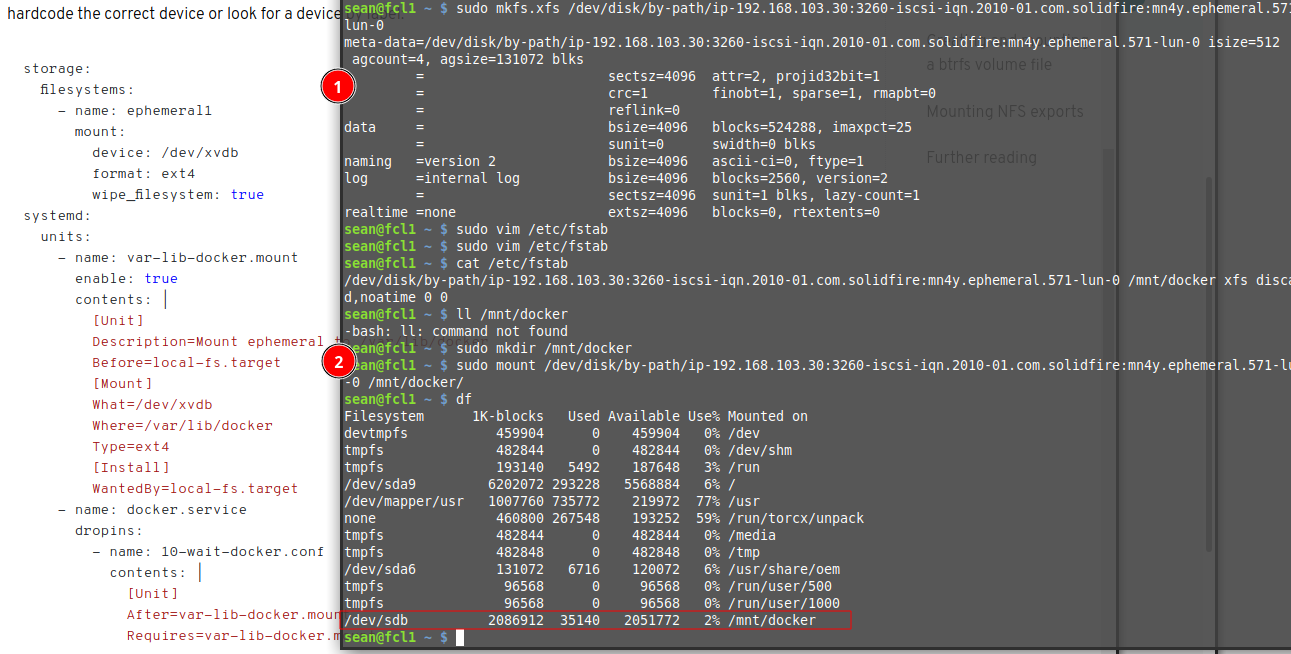 hardcode the correct device or look for a device by label.
storage:
filesystems:
- name: ephemeral1
mount:
device: /dev/xvdb
format: ext4
wipe_filesystem: true
systemd:
units:
- name: var-lib-docker.mount
enable: true
contents: |
[Unit]
Description=Mount ephemeral to /var/lib/docker
Before=local-fs.target
[Mount]
What=/dev/xvdb
Where=/var/lib/docker
Type=ext4
[Install]
WantedBy=local-fs.target
- name: docker.service
dropins:
- name: 10-wait-docker.conf
contents: |
[Unit]
After=var-lib-docker.moun
Requires=var-lib-docker.m
1
2
sean@fcl1 ~ $ sudo mkfs.xfs /dev/disk/by-path/ip-192.168.103.30:3260-iscsi-iqn.2010-01.com.solidfire:mn4y.ephemeral.571-
lun-0
meta-data=/dev/disk/by-path/ip-192.168.103.30:3260-iscsi-iqn.2010-01.com.solidfire:mn4y.ephemeral.571-lun-0 isize=512
agcount=4, agsize=131072 blks
= sectsz=4096 attr=2, projid32bit=1
= crc=1 finobt=1, sparse=1, rmapbt=0
= reflink=0
data = bsize=4096 blocks=524288, imaxpct=25
= sunit=0 swidth=0 blks
naming =version 2 bsize=4096 ascii-ci=0, ftype=1
log =internal log bsize=4096 blocks=2560, version=2
= sectsz=4096 sunit=1 blks, lazy-count=1
realtime =none extsz=4096 blocks=0, rtextents=0
sean@fcl1 ~ $ sudo vim /etc/fstab
sean@fcl1 ~ $ sudo vim /etc/fstab
sean@fcl1 ~ $ cat /etc/fstab
/dev/disk/by-path/ip-192.168.103.30:3260-iscsi-iqn.2010-01.com.solidfire:mn4y.ephemeral.571-lun-0 /mnt/docker xfs disca
d,noatime 0 0
sean@fcl1 ~ $ ll /mnt/docker
-bash: ll: command not found
sean@fcl1 ~ $ sudo mkdir /mnt/docker
sean@fcl1 ~ $ sudo mount /dev/disk/by-path/ip-192.168.103.30:3260-iscsi-iqn.2010-01.com.solidfire:mn4y.ephemeral.571-lu
-0 /mnt/docker/
sean@fcl1 ~ $ df
Filesystem 1K-blocks Used Available Use% Mounted on
devtmpfs 459904 0 459904 0% /dev
tmpfs 482844 0 482844 0% /dev/shm
tmpfs 193140 5492 187648 3% /run
/dev/sda9 6202072 293228 5568884 6% /
/dev/mapper/usr 1007760 735772 219972 77% /usr
none 460800 267548 193252 59% /run/torcx/unpack
tmpfs 482844 0 482844 0% /media
tmpfs 482848 0 482848 0% /tmp
/dev/sda6 131072 6716 120072 6% /usr/share/oem
tmpfs 96568 0 96568 0% /run/user/500
tmpfs 96568 0 96568 0% /run/user/1000
/dev/sdb 2086912 35140 2051772 2% /mnt/docker
sean@fcl1 ~ $
a btrfs volume file
Mounting NFS exports
Further reading